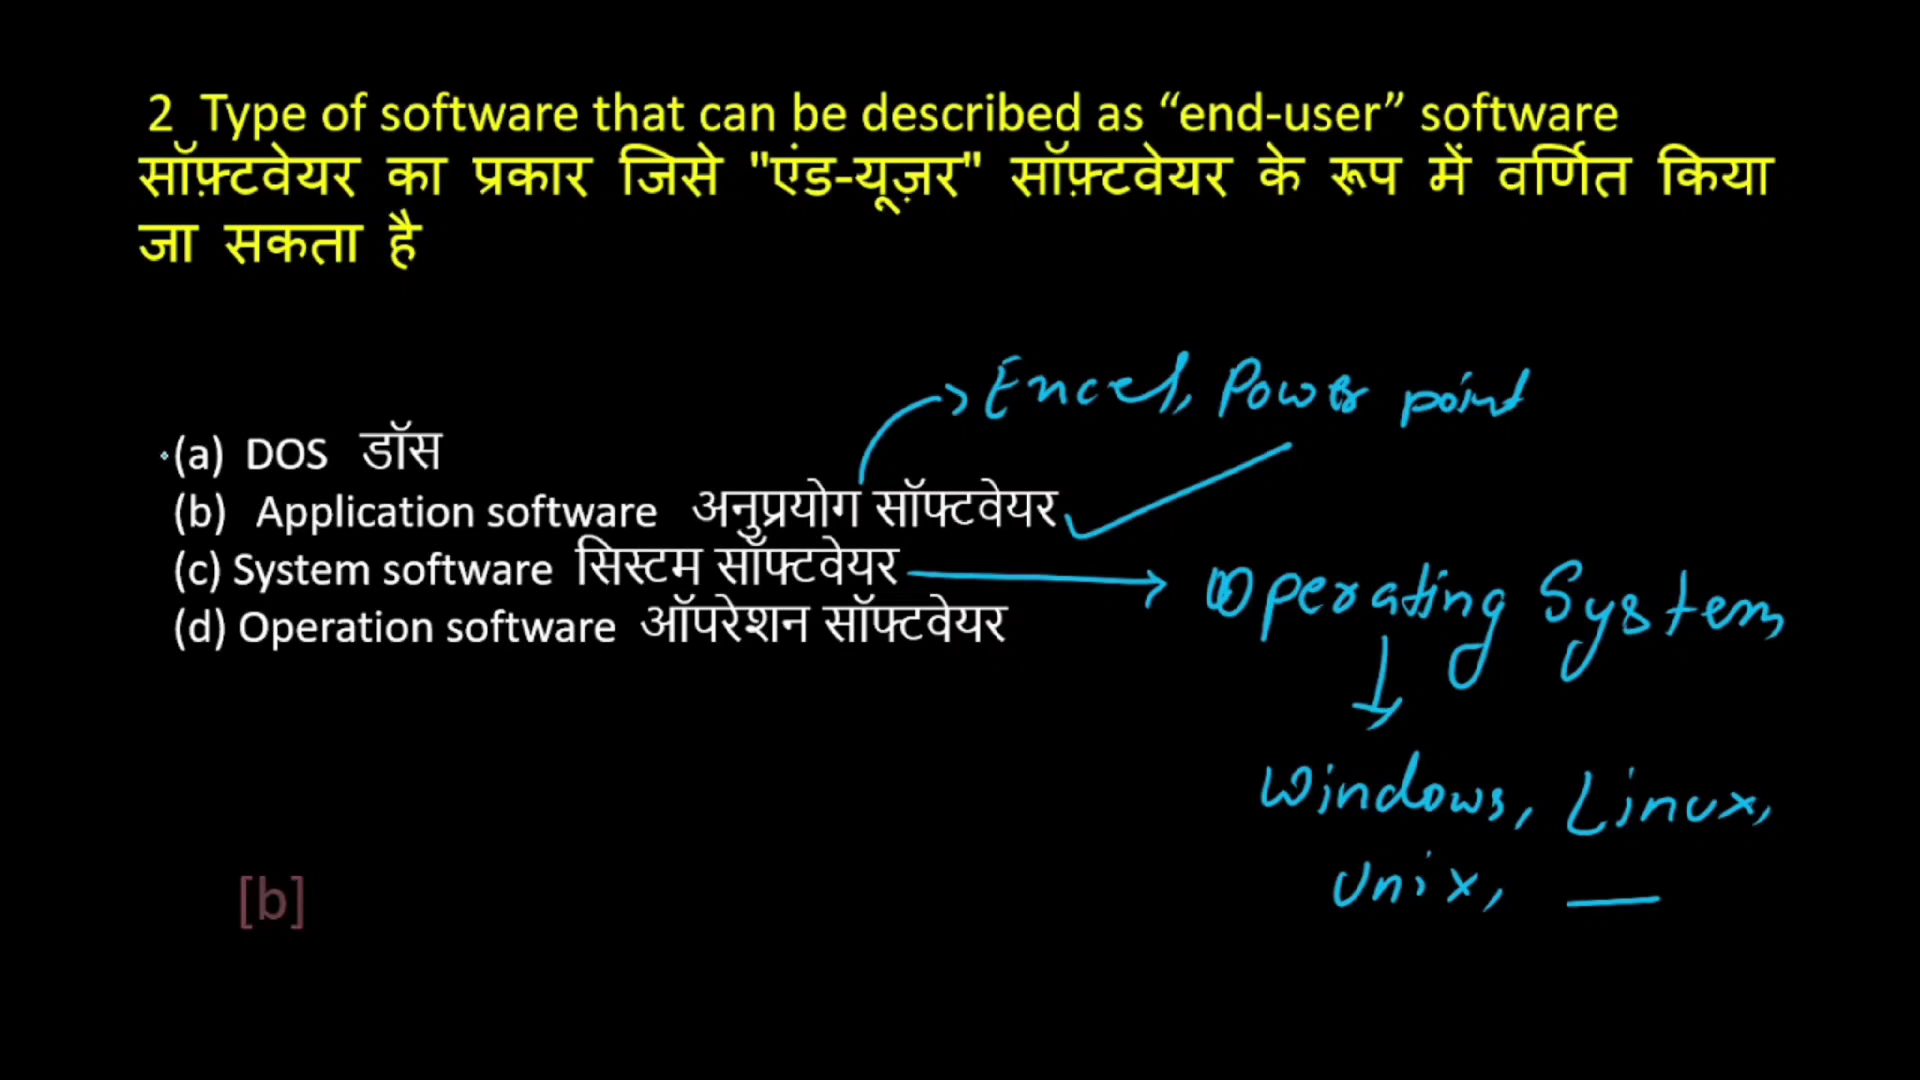 2 Type of software that can be described as “end-user” software
सॉफ़्टवेयर का प्रकार जिसे "एंड-यूज़र" सॉफ़्टवेयर के रूप में वर्णित किया
जा सकता है
Excel, Power point
(a) DOS डॉस
(b) Application software अनुप्रयोग सॉफ्टवेयर
(c) System software सिस्टम सॉफ्टवेयर
Operating System
(d) Operation software ऑपरेशन सॉफ्टवेयर
Windows, Linux,
Unix,
[b]